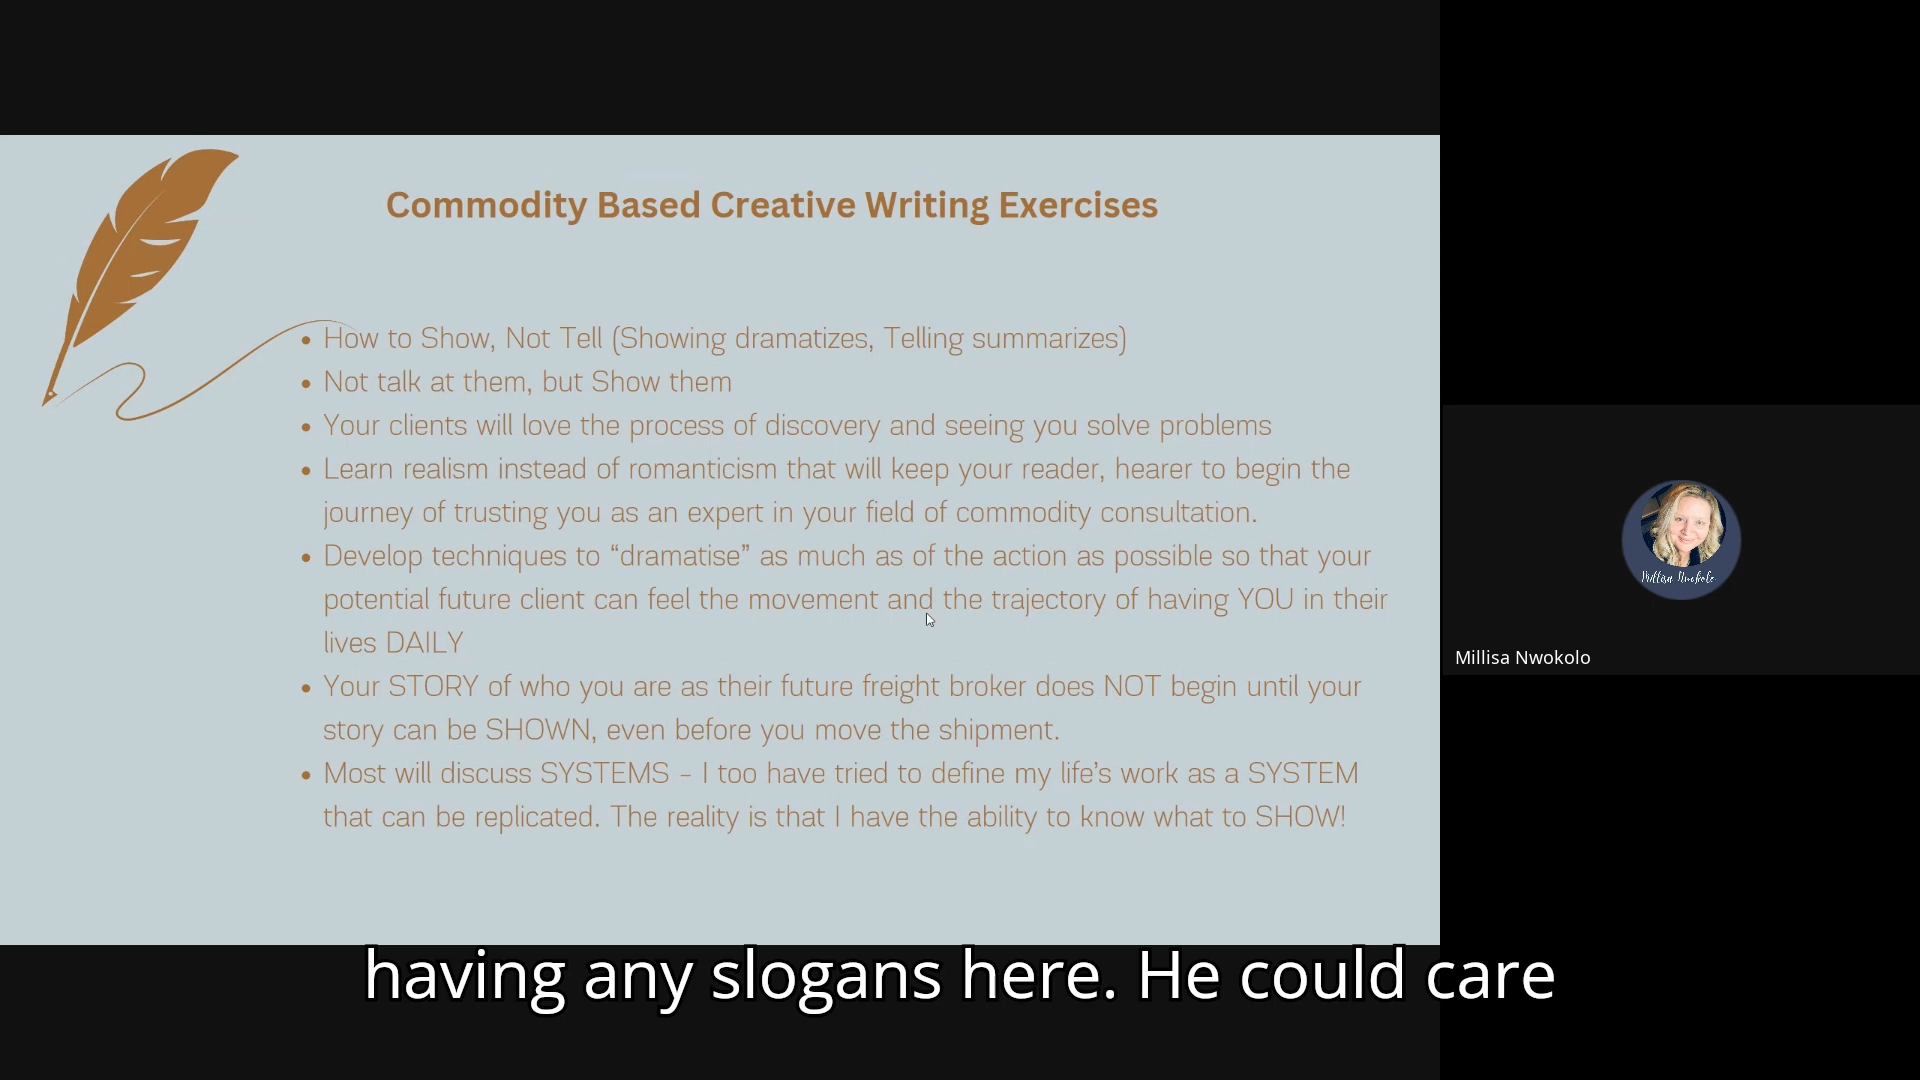 Commodity Based Creative Writing Exercises
• How to Show, Not Tell (Showing dramatizes, Telling summarizes)
• Not talk at them, but Show them
• Your clients will love the process of discovery and seeing you solve problems
• Learn realism instead of romanticism that will keep your reader, hearer to begin the
journey of trusting you as an expert in your field of commodity consultation.
• Develop techniques to “dramatise” as much as of the action as possible so that your
potential future client can feel the movement and the trajectory of having YOU in their
lives DAILY
• Your STORY of who you are as their future freight broker does NOT begin until your
story can be SHOWN, even before you move the shipment.
• Most will discuss SYSTEMS - I too have tried to define my life’s work as a SYSTEM
that can be replicated. The reality is that I have the ability to know what to SHOW!
Millisa Nwokolo
Millisa Nwokolo
having any slogans here. He could care